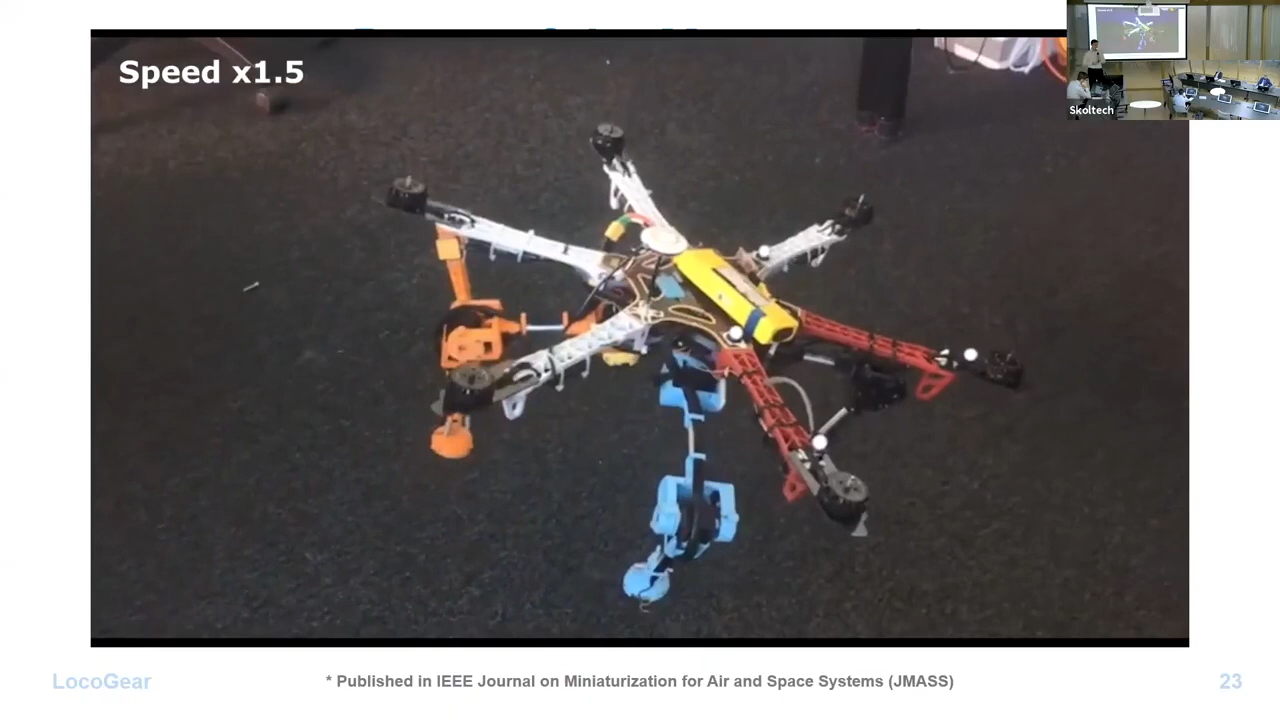 Speed x1.5
Skoltech
LocoGear
* Published in IEEE Journal on Miniaturization for Air and Space Systems (JMASS)
23